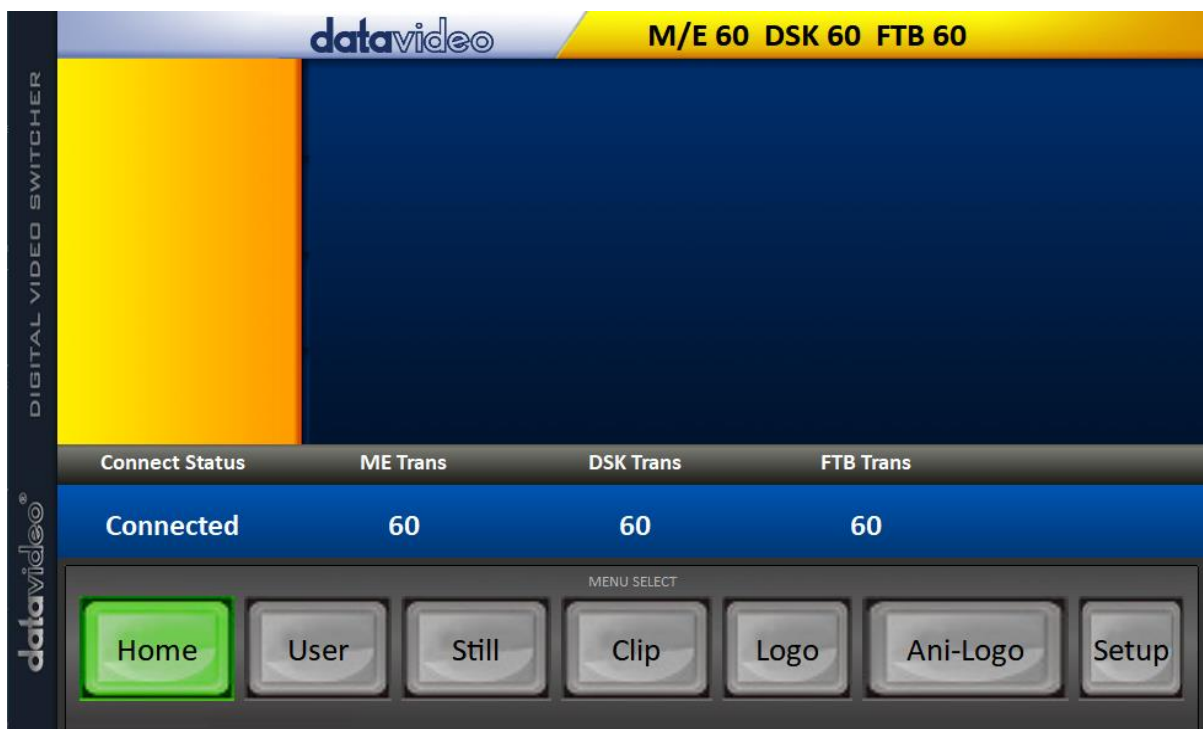 datavideo
M/E 60 DSK 60 FTB 60
DIGITAL VIDEO SWITCHER
datavideo®
Connect Status ME Trans DSK Trans FTB Trans
Connected 60 60 60
MENU SELECT
Home User Still Clip Logo Ani-Logo Setup